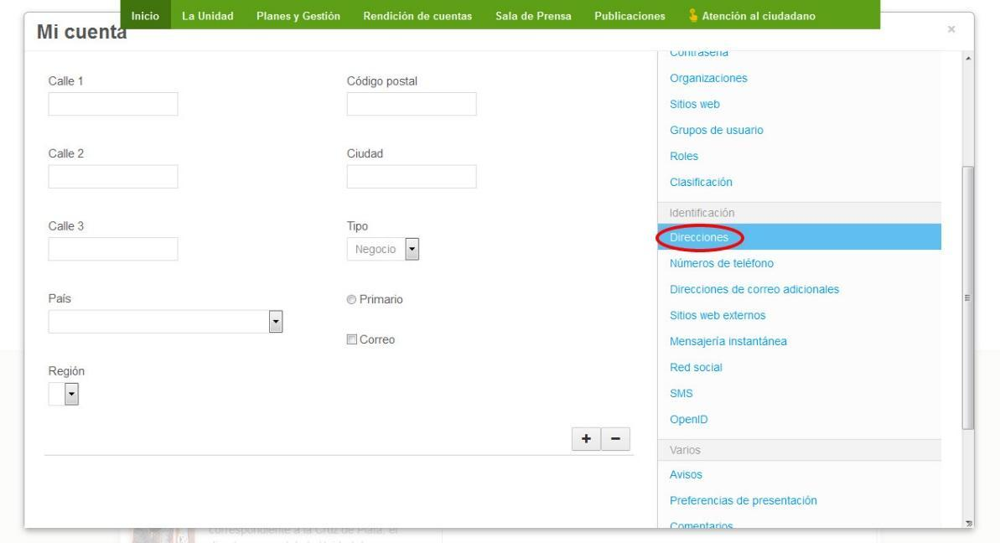 Inicio La Unidad Planes y Gestión Rendición de cuentas Sala de Prensa Publicaciones Atención al ciudadano
Mi cuenta
×
Calle 1
Código postal
Calle 2
Ciudad
Calle 3
Tipo
Negocio
País
Primario
Correo
Región
+ −
Contraseña
Organizaciones
Sitios web
Grupos de usuario
Roles
Clasificación
Identificación
Direcciones
Números de teléfono
Direcciones de correo adicionales
Sitios web externos
Mensajería instantánea
Red social
SMS
OpenID
Varios
Avisos
Preferencias de presentación
Comentarios
correspondiente a la Cruz de Plata, el